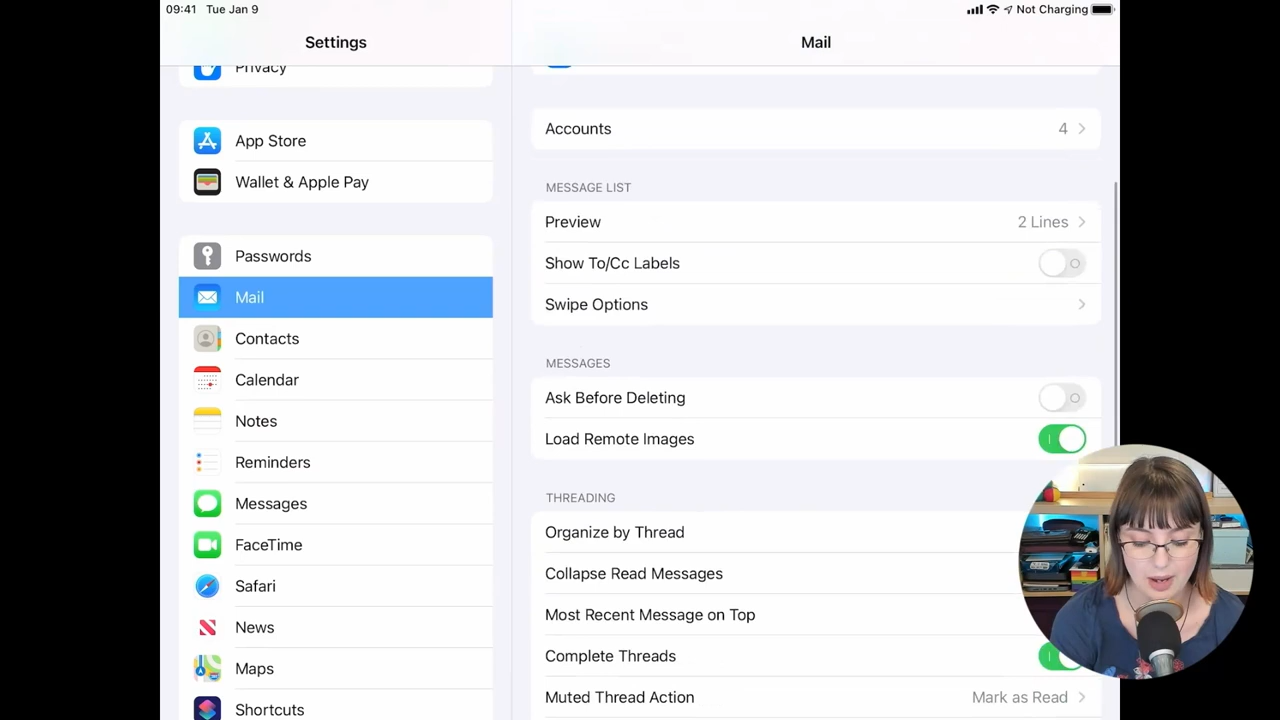 09:41 Tue Jan 9
Not Charging
Settings
Mail
Privacy
App Store
Wallet & Apple Pay
Passwords
Mail
Contacts
Calendar
Notes
Reminders
Messages
FaceTime
Safari
News
Maps
Shortcuts
Accounts 4
MESSAGE LIST
Preview 2 Lines
Show To/Cc Labels
Swipe Options
MESSAGES
Ask Before Deleting
Load Remote Images
THREADING
Organize by Thread
Collapse Read Messages
Most Recent Message on Top
Complete Threads
Muted Thread Action Mark as Read